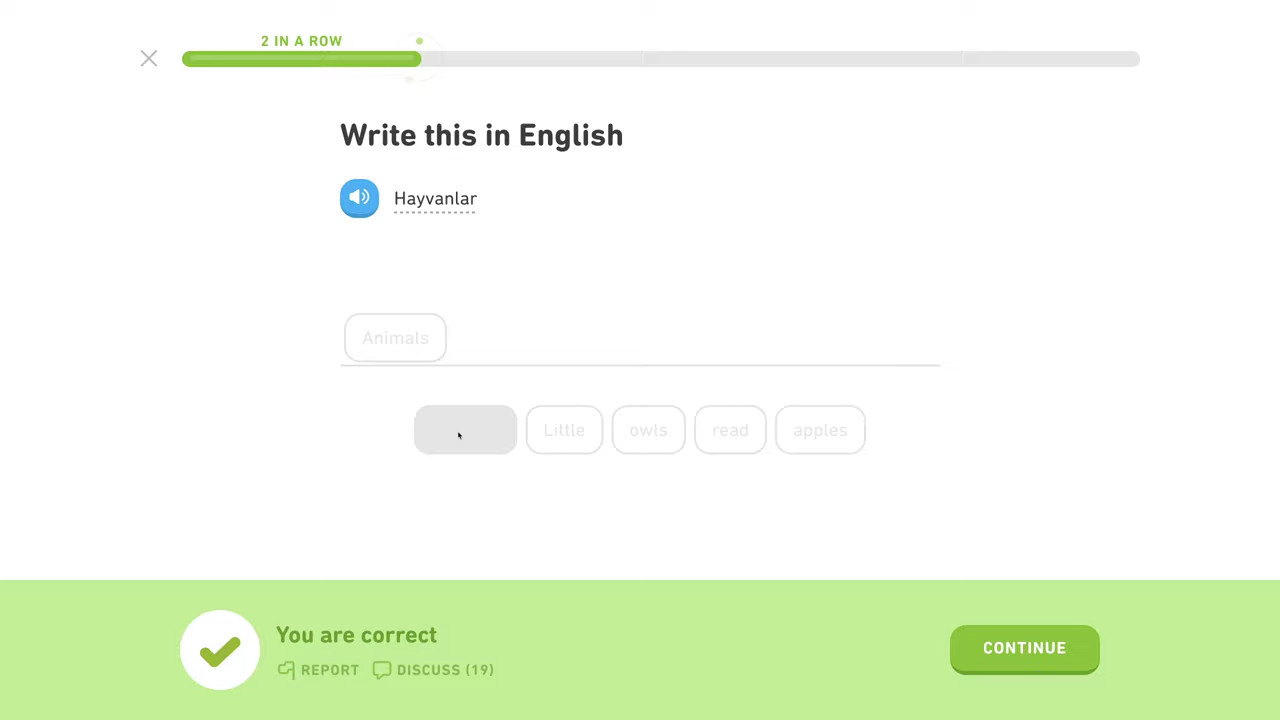 2 IN A ROW
Write this in English
Hayvanlar
Animals
Little owls read apples
You are correct
REPORT DISCUSS (19)
CONTINUE